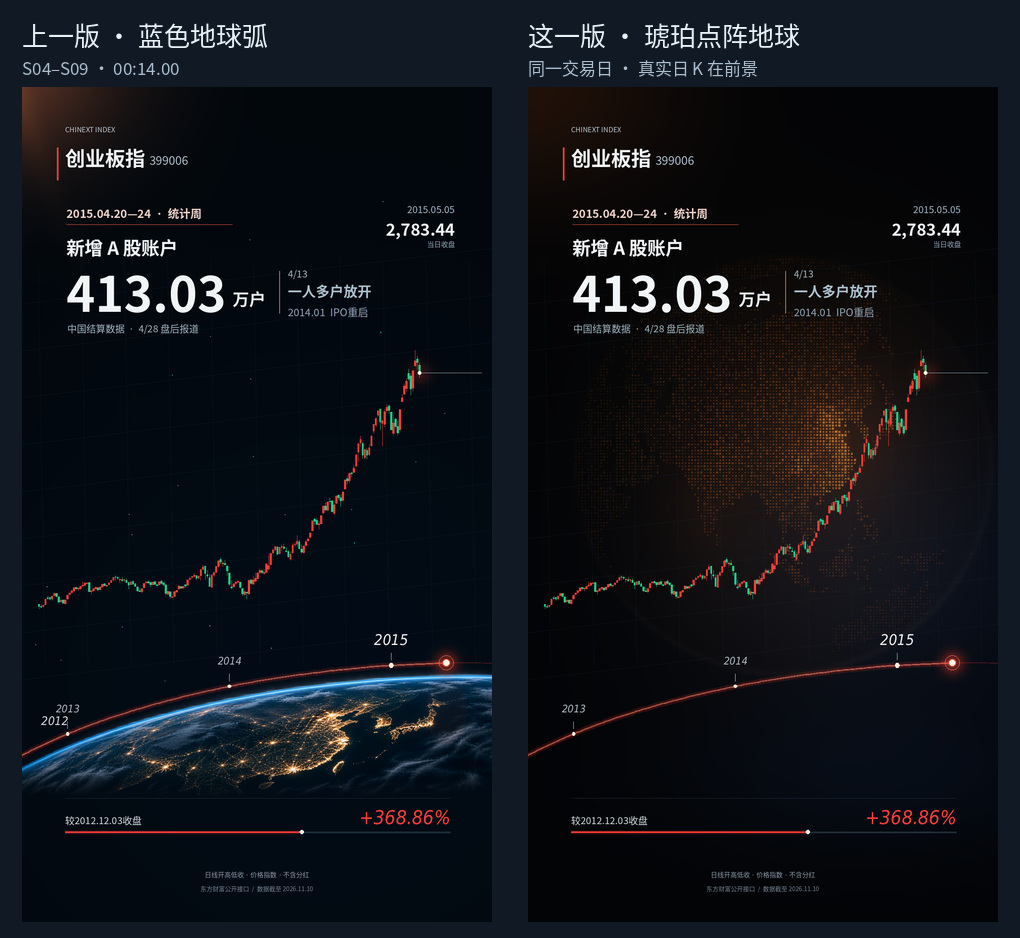 上一版 · 蓝色地球弧
S04–S09 · 00:14.00
CHINEXT INDEX
创业板指 399006
2015.04.20—24 · 统计周
新增 A 股账户
413.03 万户
中国结算数据 · 4/28 盘后报道
4/13
一人多户放开
2014.01 IPO重启
2015.05.05
2,783.44
当日收盘
2015
2014
2013
2012
较2012.12.03收盘
+368.86%
日线开高低收 · 价格指数 · 不含分红
东方财富公开接口 / 数据截至 2026.11.10
这一版 · 琥珀点阵地球
同一交易日 · 真实日 K 在前景
CHINEXT INDEX
创业板指 399006
2015.04.20—24 · 统计周
新增 A 股账户
413.03 万户
中国结算数据 · 4/28 盘后报道
4/13
一人多户放开
2014.01 IPO重启
2015.05.05
2,783.44
当日收盘
2015
2014
2013
较2012.12.03收盘
+368.86%
日线开高低收 · 价格指数 · 不含分红
东方财富公开接口 / 数据截至 2026.11.10